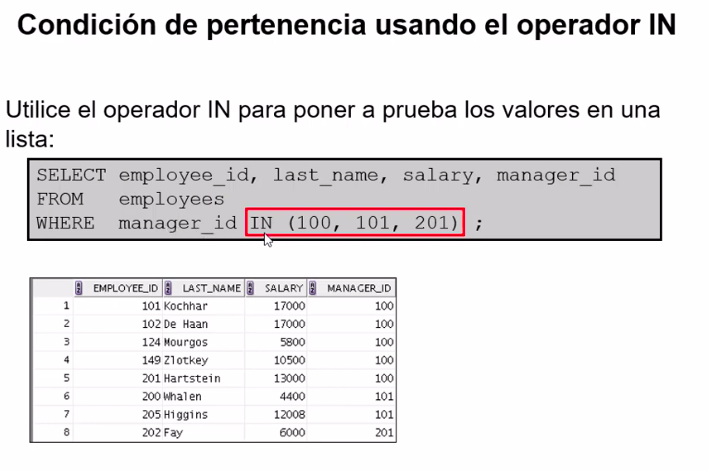 Condición de pertenencia usando el operador IN
Utilice el operador IN para poner a prueba los valores en una
lista:
SELECT employee_id, last_name, salary, manager_id
FROM employees
WHERE manager_id IN (100, 101, 201) ;
EMPLOYEE_ID LAST_NAME SALARY MANAGER_ID
1 101 Kochhar 17000 100
2 102 De Haan 17000 100
3 124 Mourgos 5800 100
4 149 Zlotkey 10500 100
5 201 Hartstein 13000 100
6 200 Whalen 4400 101
7 205 Higgins 12008 101
8 202 Fay 6000 201